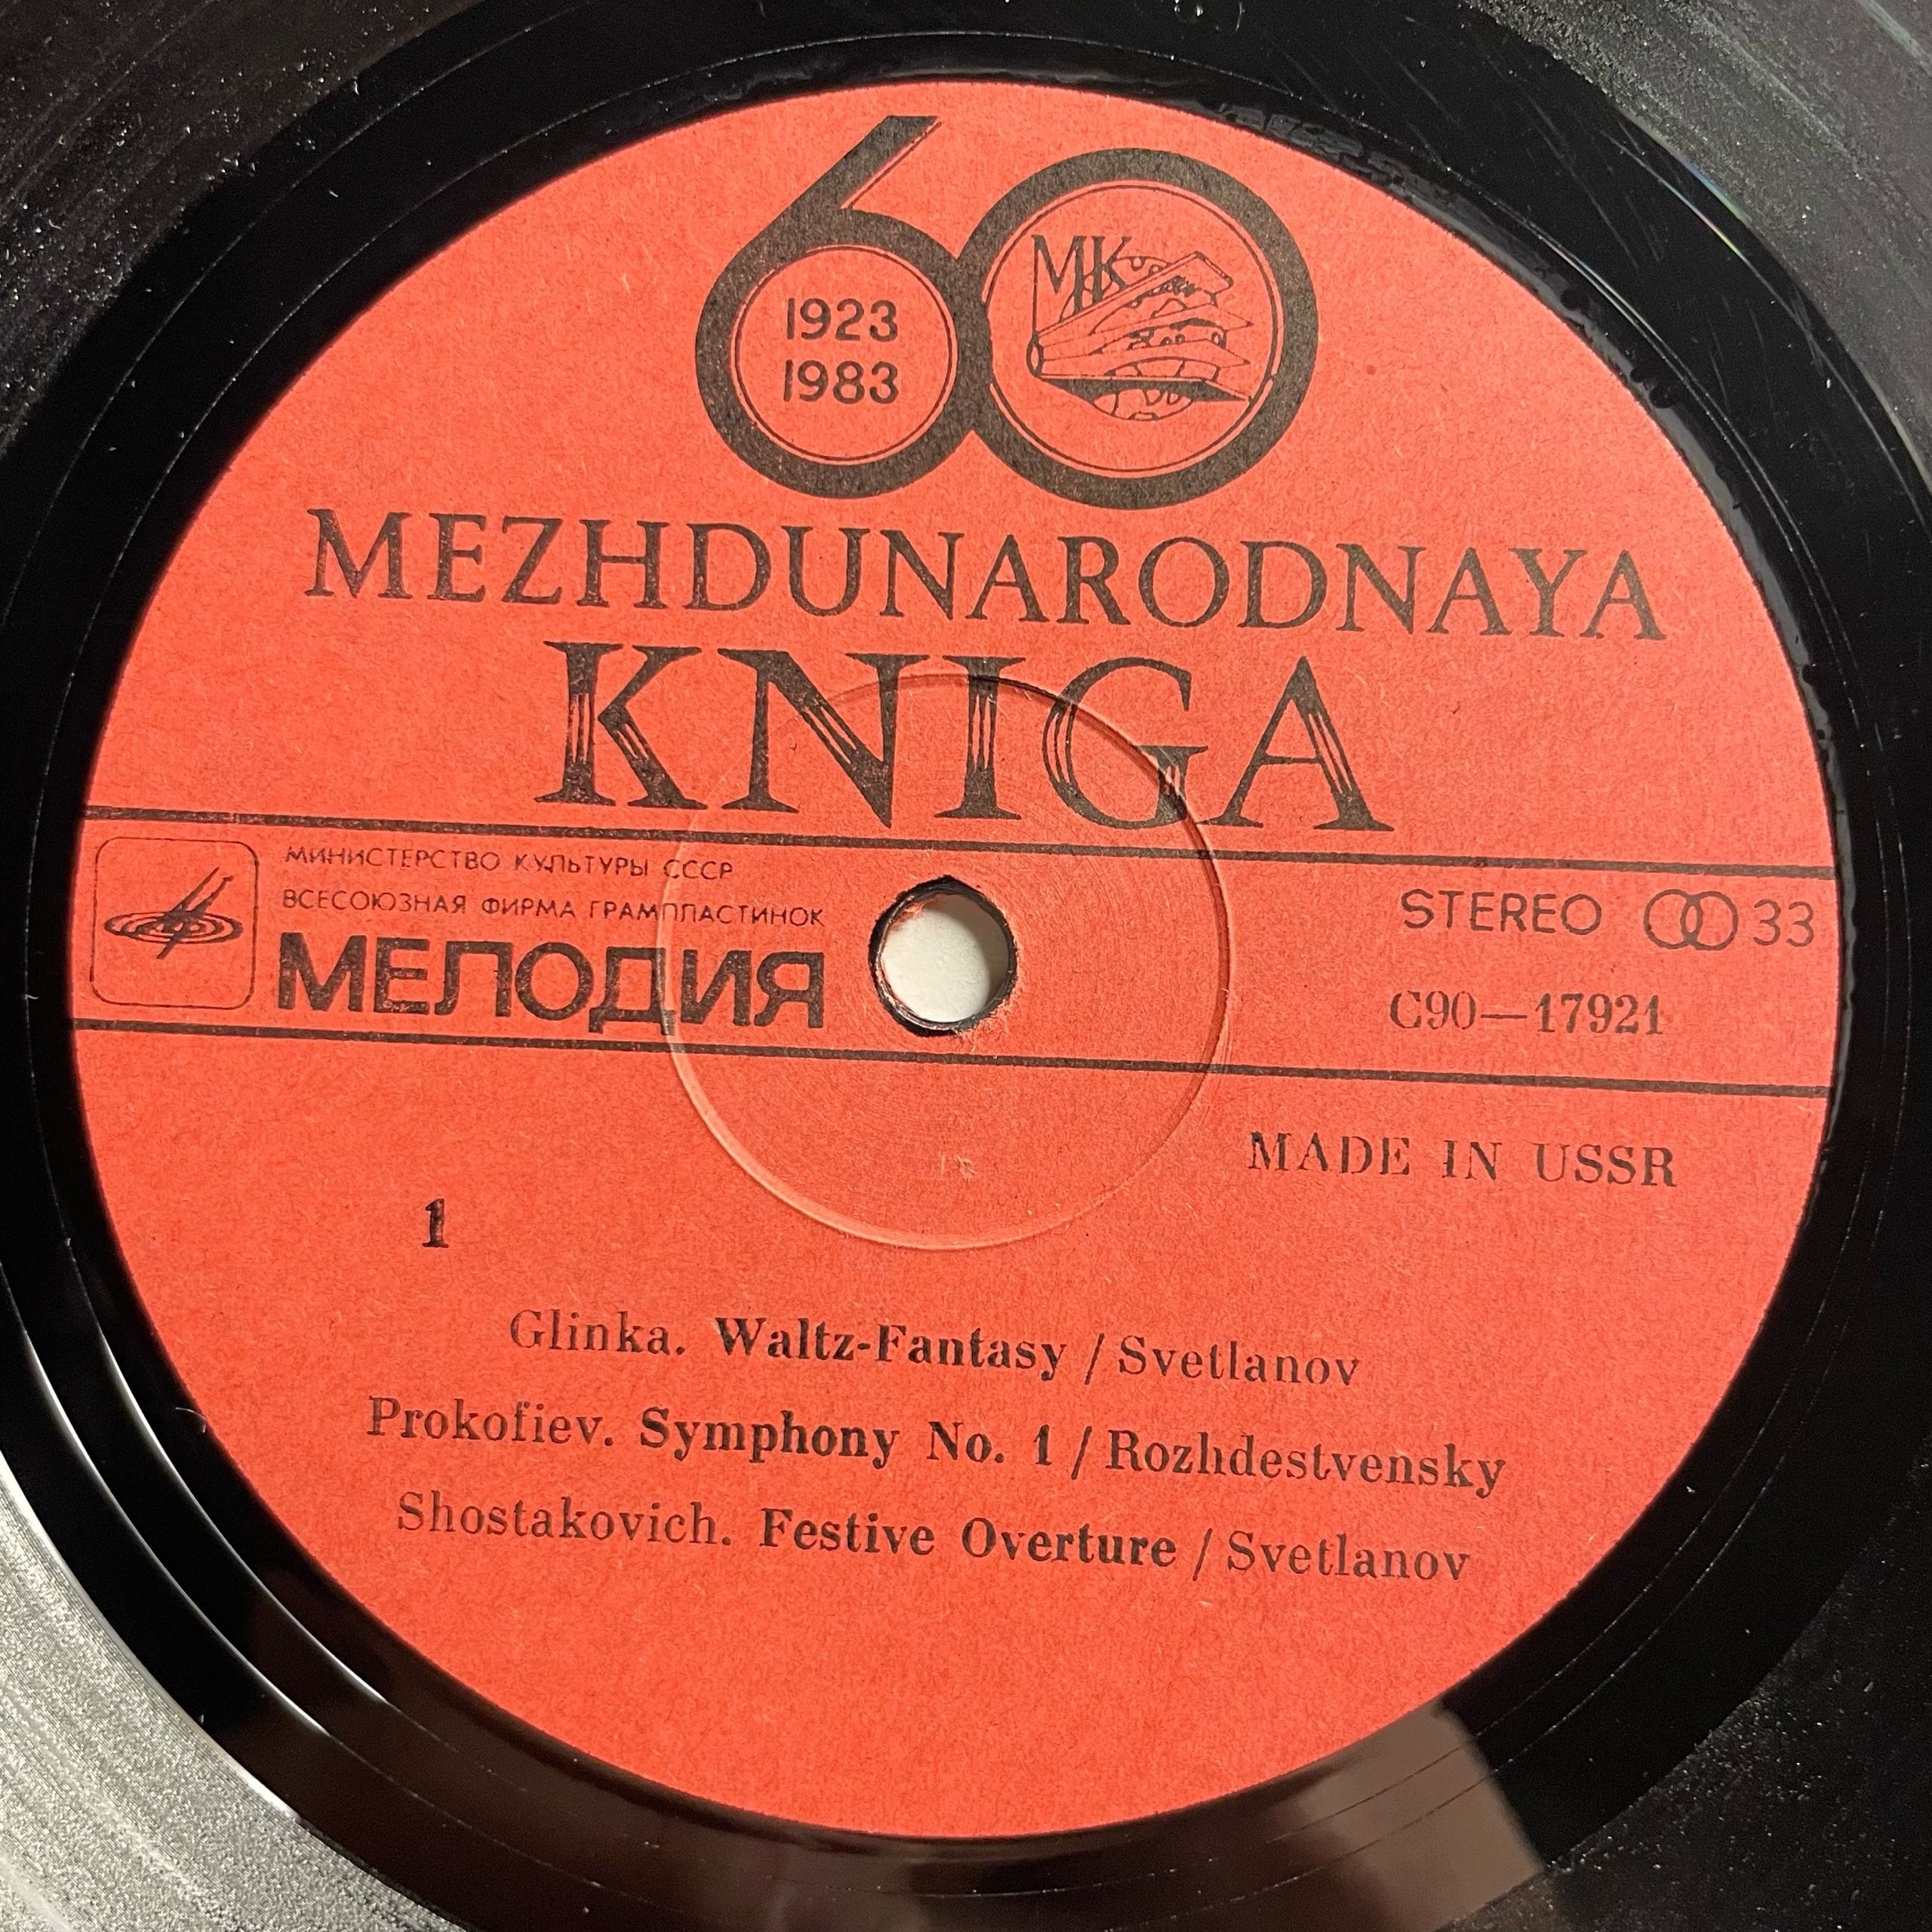 60
1923
1983
MK
MEZHDUNARODNAYA
KNIGA
МИНИСТЕРСТВО КУЛЬТУРЫ СССР
ВСЕСОЮЗНАЯ ФИРМА ГРАМПЛАСТИНОК
МЕЛОДИЯ
STEREO 33
С90—17921
MADE IN USSR
1
Glinka. Waltz-Fantasy / Svetlanov
Prokofiev. Symphony No. 1 / Rozhdestvensky
Shostakovich. Festive Overture / Svetlanov